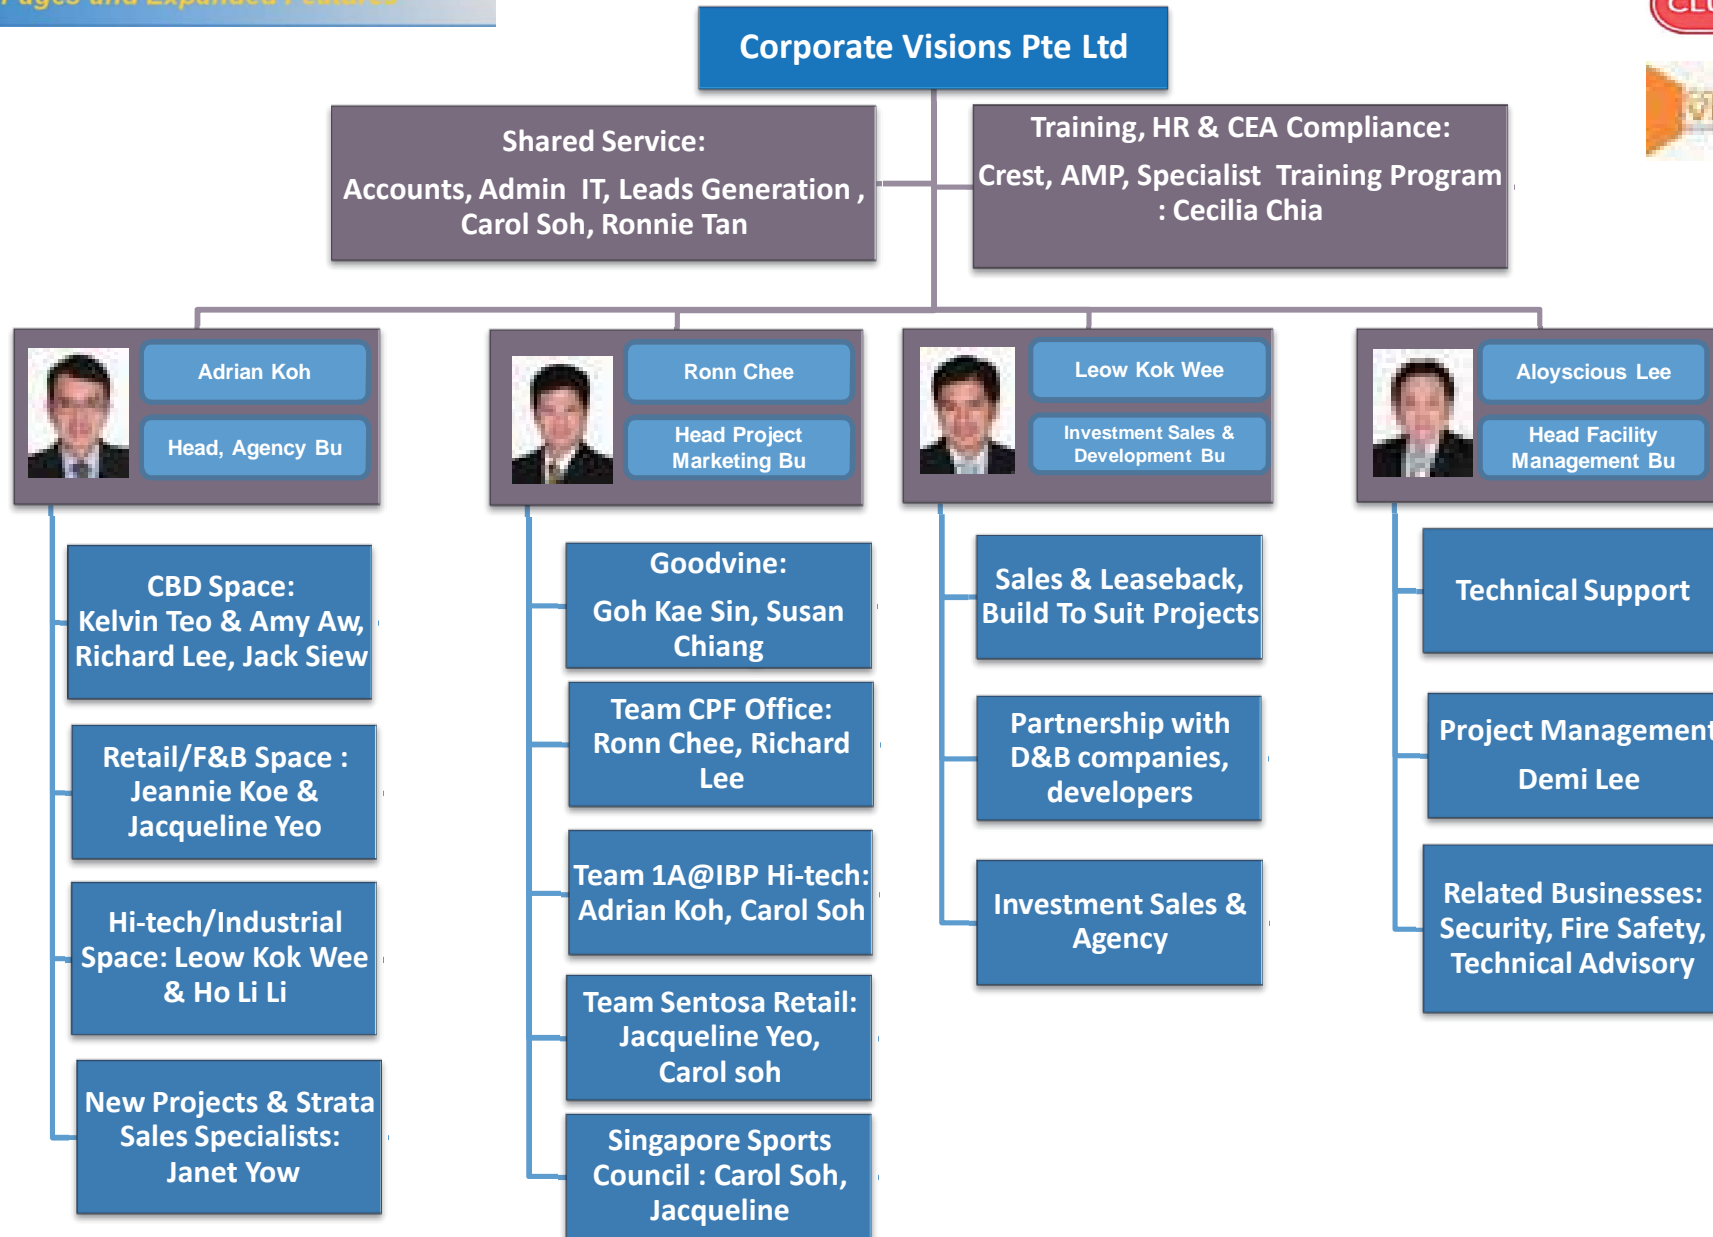 Pages and Expanded Features
Corporate Visions Pte Ltd
Shared Service:
Accounts, Admin IT, Leads Generation ,
Carol Soh, Ronnie Tan
Training, HR & CEA Compliance:
Crest, AMP, Specialist Training Program
: Cecilia Chia
Adrian Koh
Head, Agency Bu
Ronn Chee
Head Project
Marketing Bu
Leow Kok Wee
Investment Sales &
Development Bu
Aloyscious Lee
Head Facility
Management Bu
CBD Space:
Kelvin Teo & Amy Aw,
Richard Lee, Jack Siew
Retail/F&B Space :
Jeannie Koe &
Jacqueline Yeo
Hi-tech/Industrial
Space: Leow Kok Wee
& Ho Li Li
New Projects & Strata
Sales Specialists:
Janet Yow
Goodvine:
Goh Kae Sin, Susan
Chiang
Team CPF Office:
Ronn Chee, Richard
Lee
Team 1A@IBP Hi-tech:
Adrian Koh, Carol Soh
Team Sentosa Retail:
Jacqueline Yeo,
Carol soh
Singapore Sports
Council : Carol Soh,
Jacqueline
Sales & Leaseback,
Build To Suit Projects
Partnership with
D&B companies,
developers
Investment Sales &
Agency
Technical Support
Project Management
Demi Lee
Related Businesses:
Security, Fire Safety,
Technical Advisory